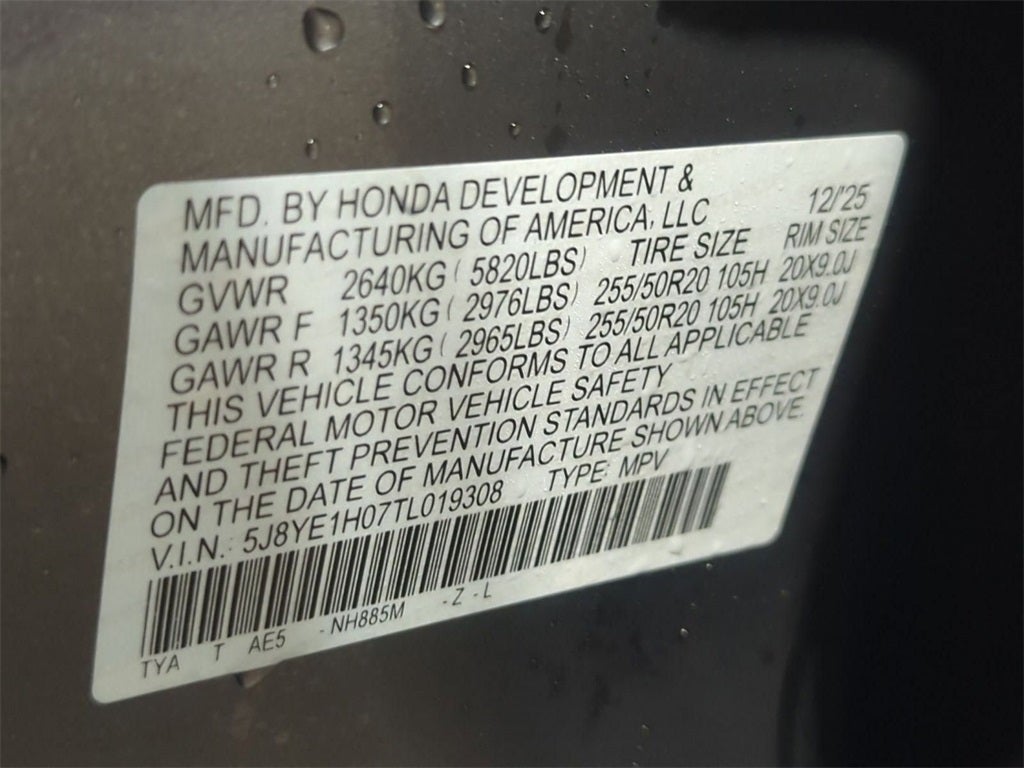 MFD. BY HONDA DEVELOPMENT &
MANUFACTURING OF AMERICA, LLC 12/'25
GVWR 2640KG ( 5820LBS) TIRE SIZE RIM SIZE
GAWR F 1350KG ( 2976LBS) 255/50R20 105H 20X9.0J
GAWR R 1345KG ( 2965LBS) 255/50R20 105H 20X9.0J
THIS VEHICLE CONFORMS TO ALL APPLICABLE
FEDERAL MOTOR VEHICLE SAFETY
AND THEFT PREVENTION STANDARDS IN EFFECT
ON THE DATE OF MANUFACTURE SHOWN ABOVE.
V.I.N.: 5J8YE1H07TL019308 TYPE: MPV
TYA T AE5 - NH885M - Z - L